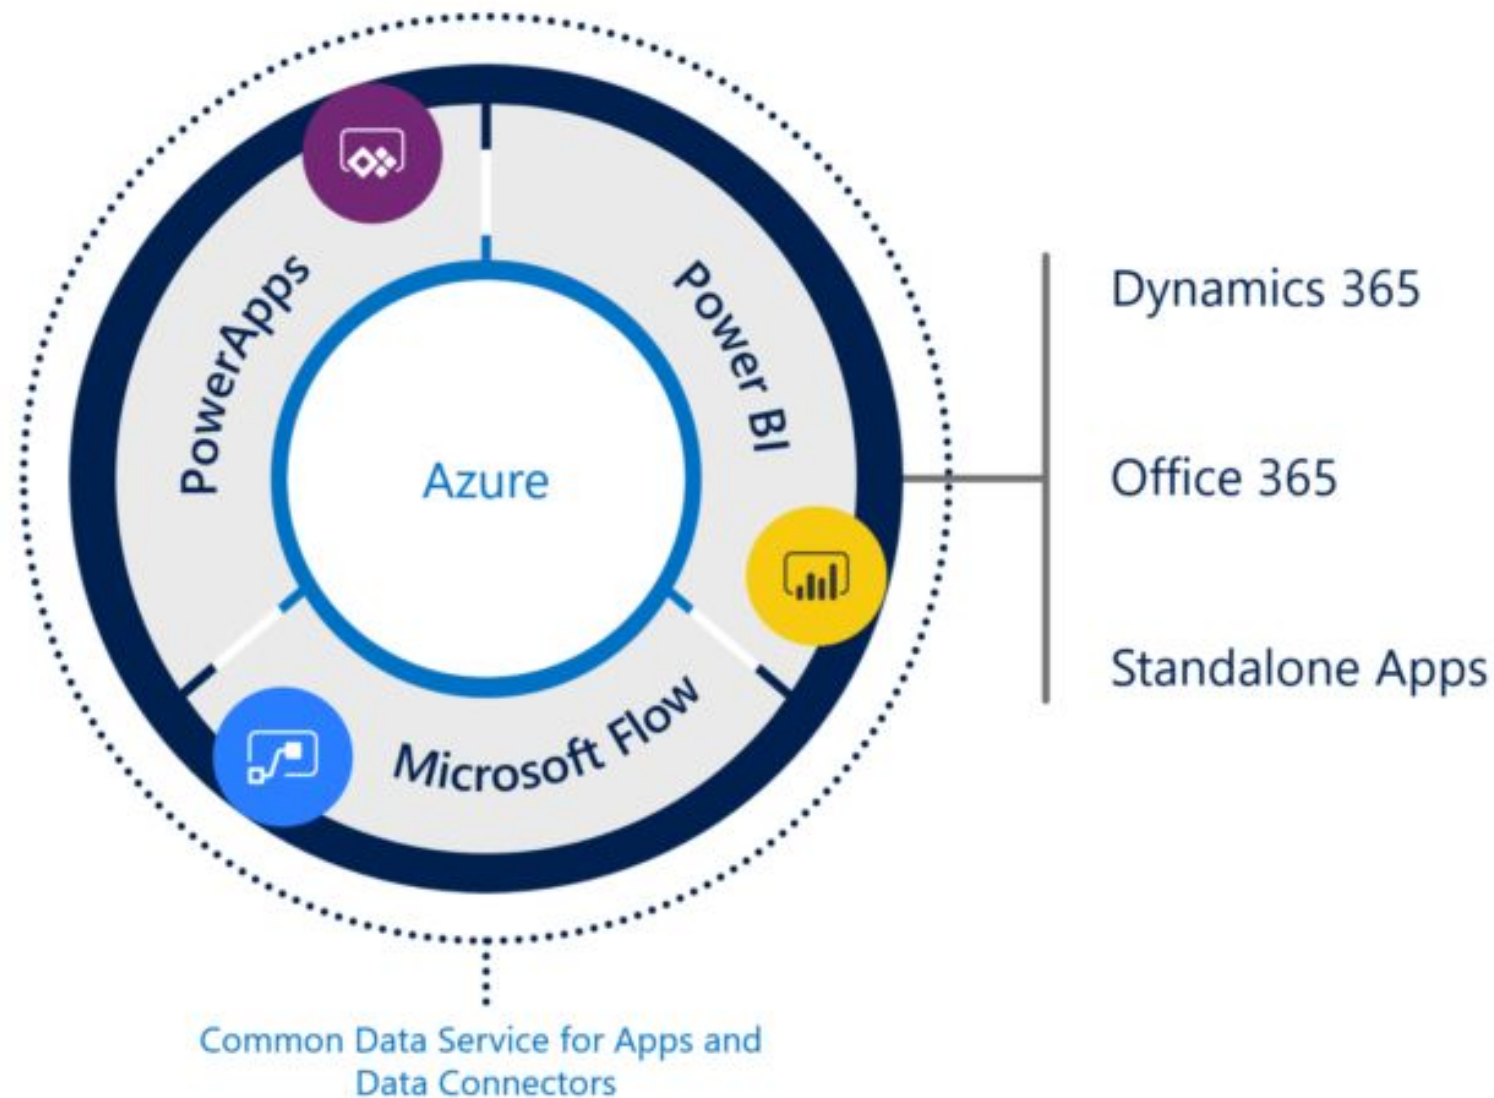 PowerApps
Power BI
Azure
Microsoft Flow
Dynamics 365
Office 365
Standalone Apps
Common Data Service for Apps and
Data Connectors